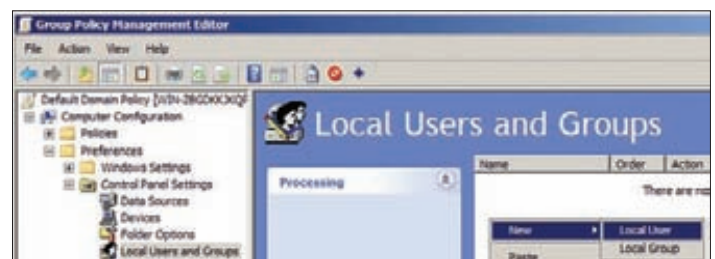 Group Policy Management Editor
File Action View Help
Default Domain Policy
Computer Configuration
Policies
Preferences
Windows Settings
Control Panel Settings
Data Sources
Devices
Folder Options
Local Users and Groups
Local Users and Groups
Processing
Name Order Action
There are no
New Local User
Paste Local Group